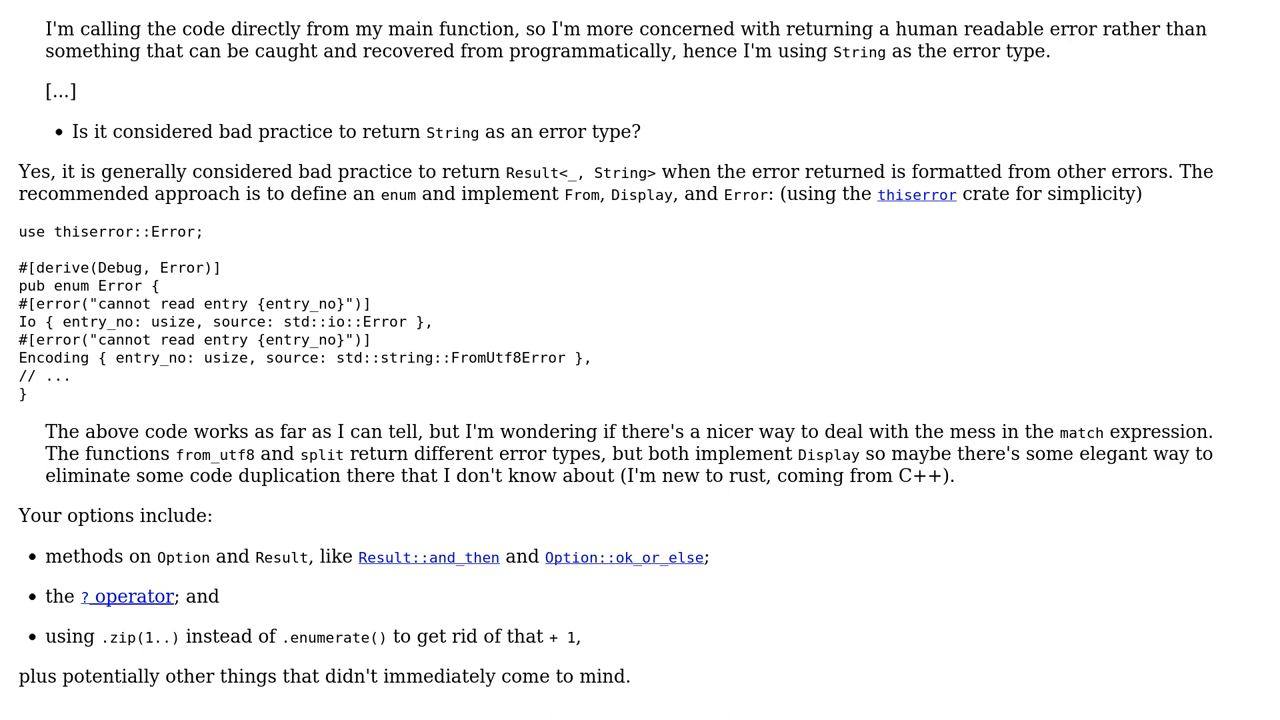 I'm calling the code directly from my main function, so I'm more concerned with returning a human readable error rather than
something that can be caught and recovered from programmatically, hence I'm using String as the error type.
[...]
• Is it considered bad practice to return String as an error type?
Yes, it is generally considered bad practice to return Result<_, String> when the error returned is formatted from other errors. The
recommended approach is to define an enum and implement From, Display, and Error: (using the thiserror crate for simplicity)
use thiserror::Error;
#[derive(Debug, Error)]
pub enum Error {
#[error("cannot read entry {entry_no}")]
Io { entry_no: usize, source: std::io::Error },
#[error("cannot read entry {entry_no}")]
Encoding { entry_no: usize, source: std::string::FromUtf8Error },
// ...
}
The above code works as far as I can tell, but I'm wondering if there's a nicer way to deal with the mess in the match expression.
The functions from_utf8 and split return different error types, but both implement Display so maybe there's some elegant way to
eliminate some code duplication there that I don't know about (I'm new to rust, coming from C++).
Your options include:
• methods on Option and Result, like Result::and_then and Option::ok_or_else;
• the ? operator; and
• using .zip(1..) instead of .enumerate() to get rid of that + 1,
plus potentially other things that didn't immediately come to mind.